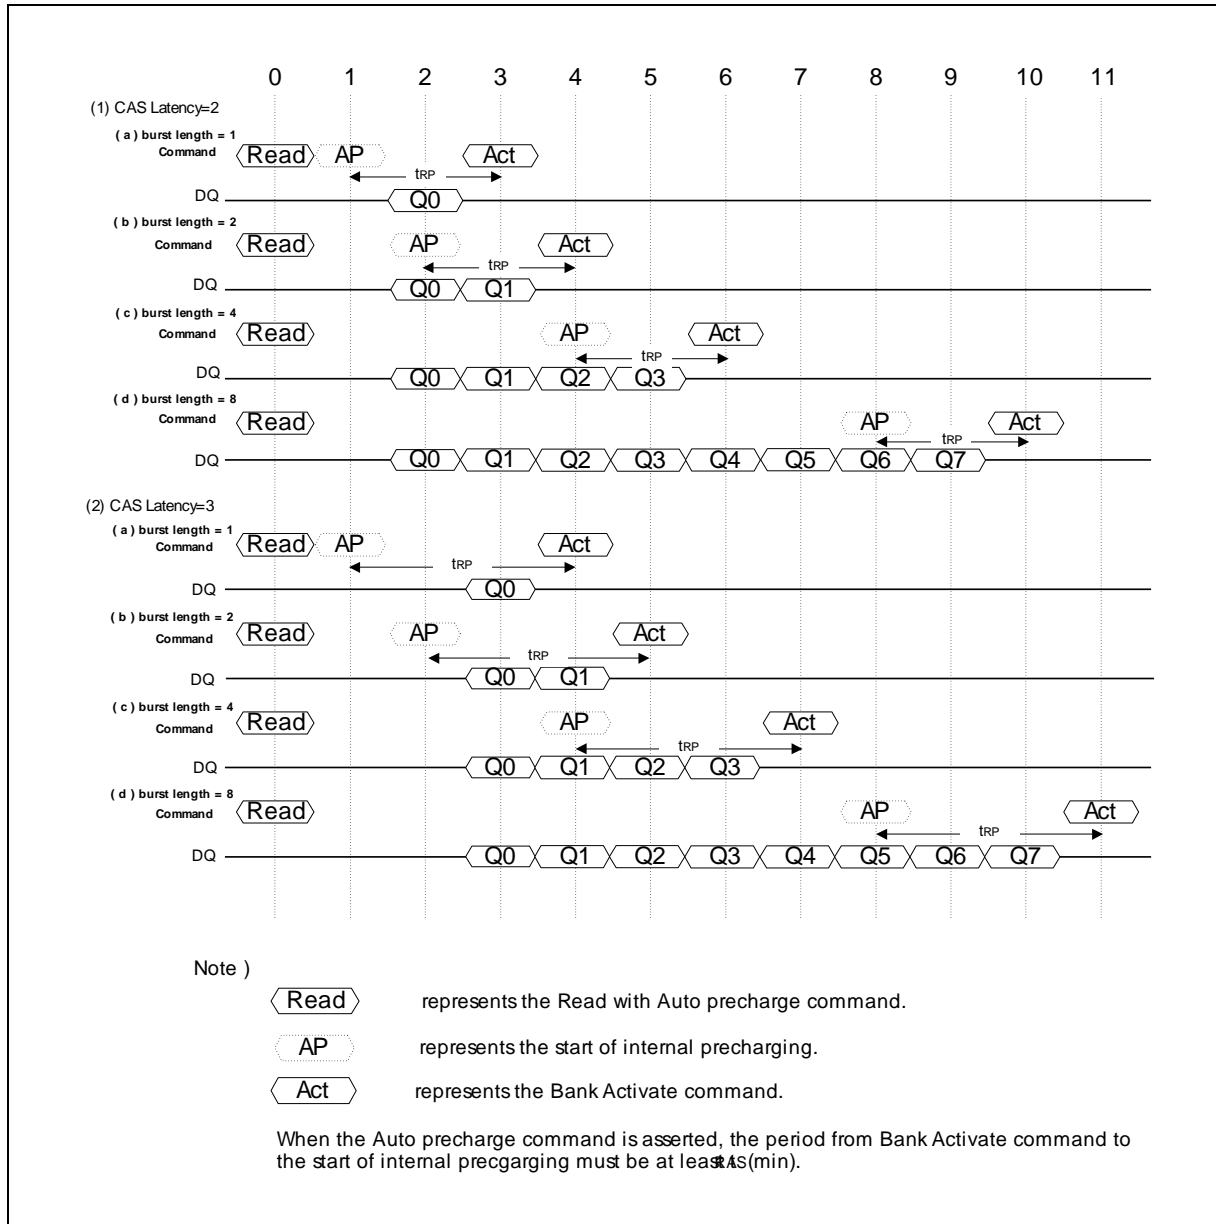 0 1 2 3 4 5 6 7 8 9 10 11
(1) CAS Latency=2
( a ) burst length = 1
Command Read AP Act
tRP
DQ Q0
( b ) burst length = 2
Command Read AP Act
tRP
DQ Q0 Q1
( c ) burst length = 4
Command Read AP Act
tRP
DQ Q0 Q1 Q2 Q3
( d ) burst length = 8
Command Read AP Act
tRP
DQ Q0 Q1 Q2 Q3 Q4 Q5 Q6 Q7
(2) CAS Latency=3
( a ) burst length = 1
Command Read AP Act
tRP
DQ Q0
( b ) burst length = 2
Command Read AP Act
tRP
DQ Q0 Q1
( c ) burst length = 4
Command Read AP Act
tRP
DQ Q0 Q1 Q2 Q3
( d ) burst length = 8
Command Read AP Act
tRP
DQ Q0 Q1 Q2 Q3 Q4 Q5 Q6 Q7
Note )
Read represents the Read with Auto precharge command.
AP represents the start of internal precharging.
Act represents the Bank Activate command.
When the Auto precharge command is asserted, the period from Bank Activate command to
the start of internal precgarging must be at least tRAS(min).